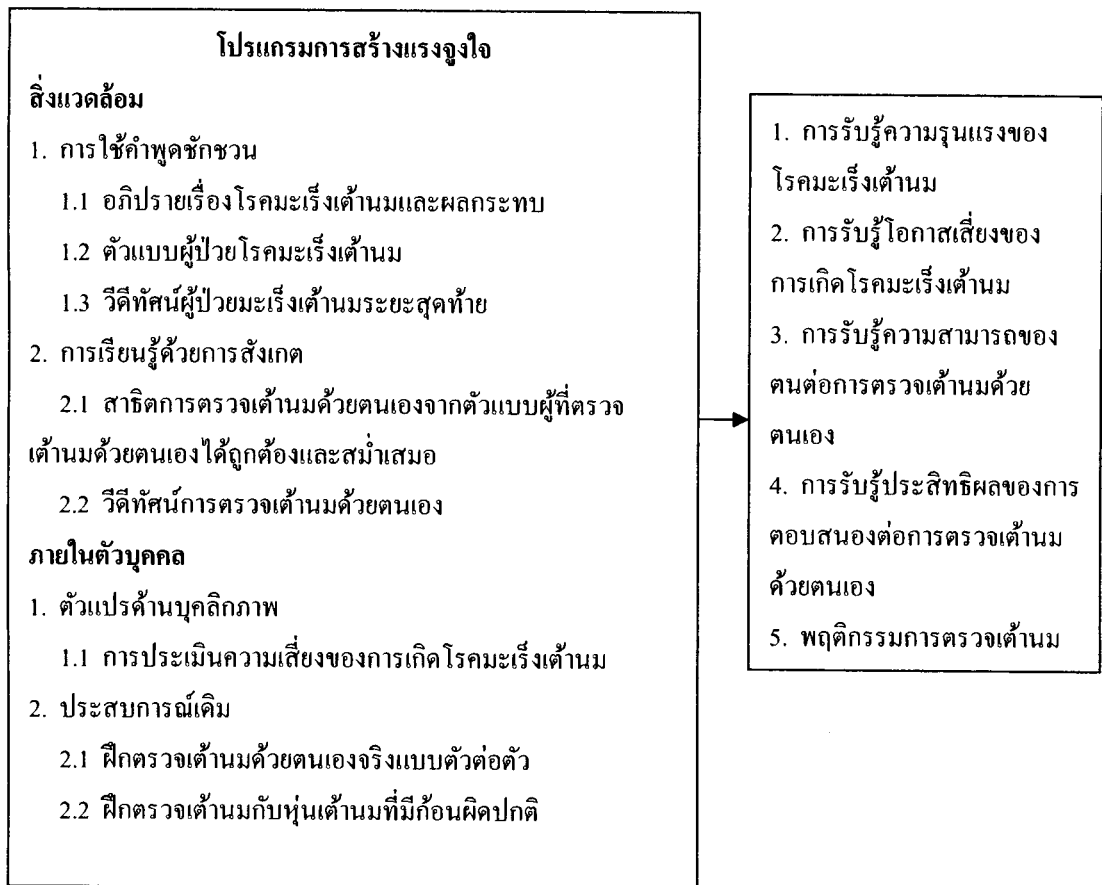 โปรแกรมการสร้างแรงจูงใจ
สิ่งแวดล้อม
1. การใช้คำพูดชักชวน
1.1 อภิปรายเรื่องโรคมะเร็งเต้านมและผลกระทบ
1.2 ตัวแบบผู้ป่วยโรคมะเร็งเต้านม
1.3 วีดีทัศน์ผู้ป่วยมะเร็งเต้านมระยะสุดท้าย
2. การเรียนรู้ด้วยการสังเกต
2.1 สาธิตการตรวจเต้านมด้วยตนเองจากตัวแบบผู้ที่ตรวจ
เต้านมด้วยตนเองได้ถูกต้องและสม่ำเสมอ
2.2 วีดีทัศน์การตรวจเต้านมด้วยตนเอง
ภายในตัวบุคคล
1. ตัวแปรด้านบุคลิกภาพ
1.1 การประเมินความเสี่ยงของการเกิดโรคมะเร็งเต้านม
2. ประสบการณ์เดิม
2.1 ฝึกตรวจเต้านมด้วยตนเองจริงแบบตัวต่อตัว
2.2 ฝึกตรวจเต้านมกับหุ่นเต้านมที่มีก้อนผิดปกติ
1. การรับรู้ความรุนแรงของ
โรคมะเร็งเต้านม
2. การรับรู้โอกาสเสี่ยงของ
การเกิดโรคมะเร็งเต้านม
3. การรับรู้ความสามารถของ
ตนต่อการตรวจเต้านมด้วย
ตนเอง
4. การรับรู้ประสิทธิผลของการ
ตอบสนองต่อการตรวจเต้านม
ด้วยตนเอง
5. พฤติกรรมการตรวจเต้านม